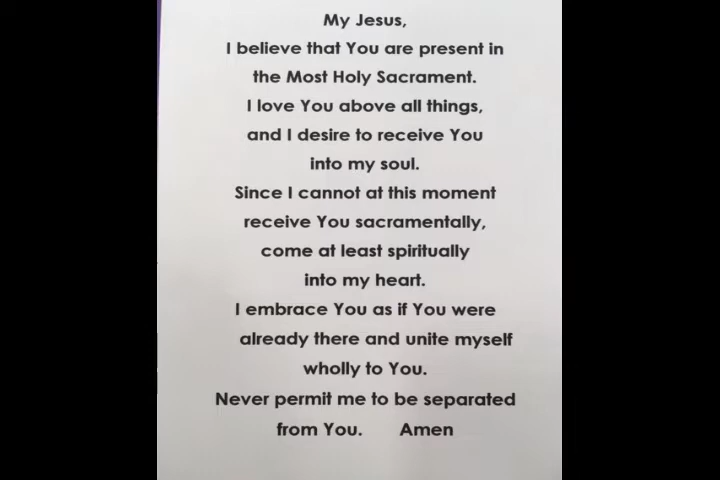 My Jesus,
I believe that You are present in
the Most Holy Sacrament.
I love You above all things,
and I desire to receive You
into my soul.
Since I cannot at this moment
receive You sacramentally,
come at least spiritually
into my heart.
I embrace You as if You were
already there and unite myself
wholly to You.
Never permit me to be separated
from You. Amen